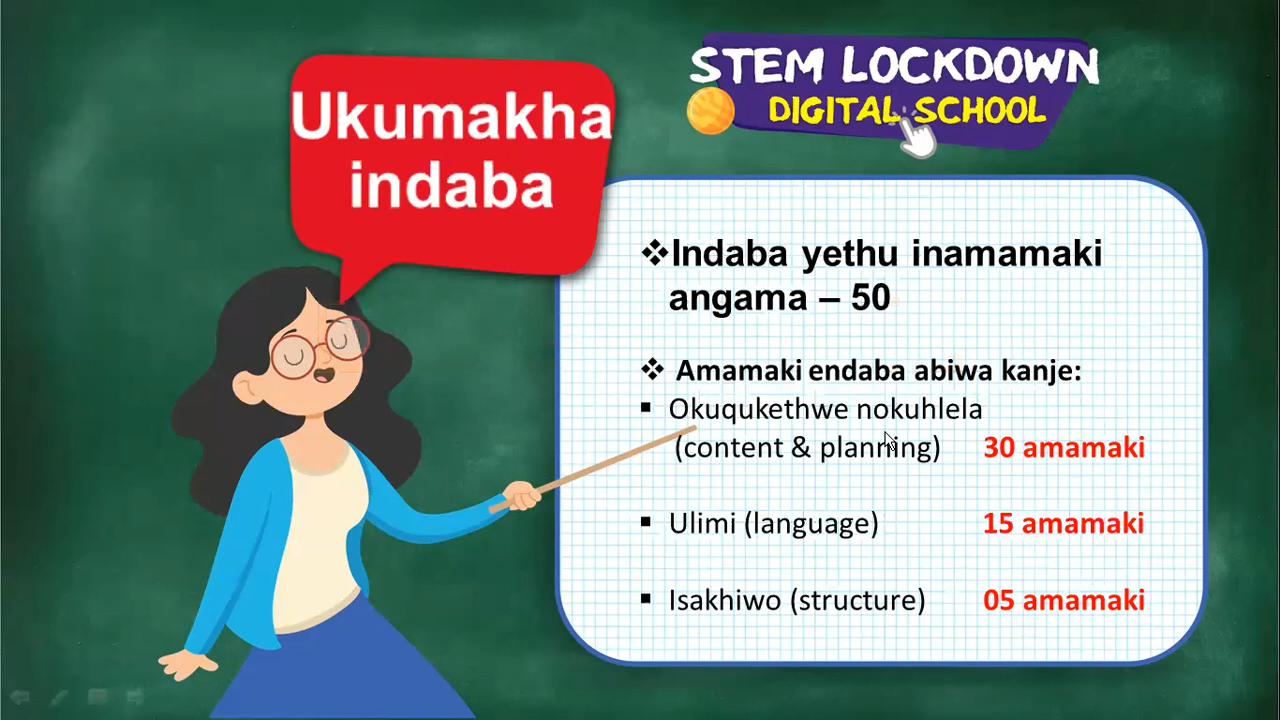 STEM LOCKDOWN
DIGITAL SCHOOL
Ukumakha
indaba
❖Indaba yethu inamamaki
angama – 50
❖ Amamaki endaba abiwa kanje:
▪ Okuqukethwe nokuhlela
(content & planning) 30 amamaki
▪ Ulimi (language) 15 amamaki
▪ Isakhiwo (structure) 05 amamaki